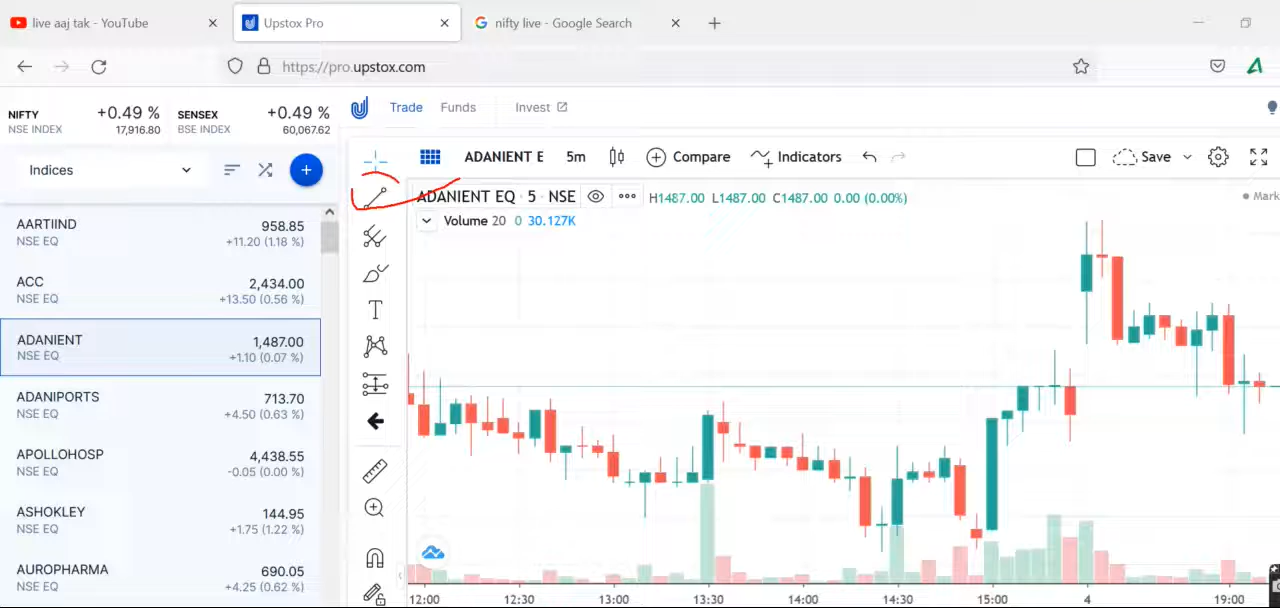 live aaj tak - YouTube
Upstox Pro
nifty live - Google Search
https://pro.upstox.com
NIFTY +0.49 %
NSE INDEX 17,916.80
SENSEX +0.49 %
BSE INDEX 60,067.62
Trade Funds Invest
Indices
AARTIIND 958.85
NSE EQ +11.20 (1.18 %)
ACC 2,434.00
NSE EQ +13.50 (0.56 %)
ADANIENT 1,487.00
NSE EQ +1.10 (0.07 %)
ADANIPORTS 713.70
NSE EQ +4.50 (0.63 %)
APOLLOHOSP 4,438.55
NSE EQ -0.05 (0.00 %)
ASHOKLEY 144.95
NSE EQ +1.75 (1.22 %)
AUROPHARMA 690.05
NSE EQ +4.25 (0.62 %)
ADANIENT E 5m Compare Indicators Save
ADANIENT EQ · 5 · NSE H1487.00 L1487.00 C1487.00 0.00 (0.00%)
Mark
Volume 20 0 30.127K
12:00 12:30 13:00 13:30 14:00 14:30 15:00 4 19:00